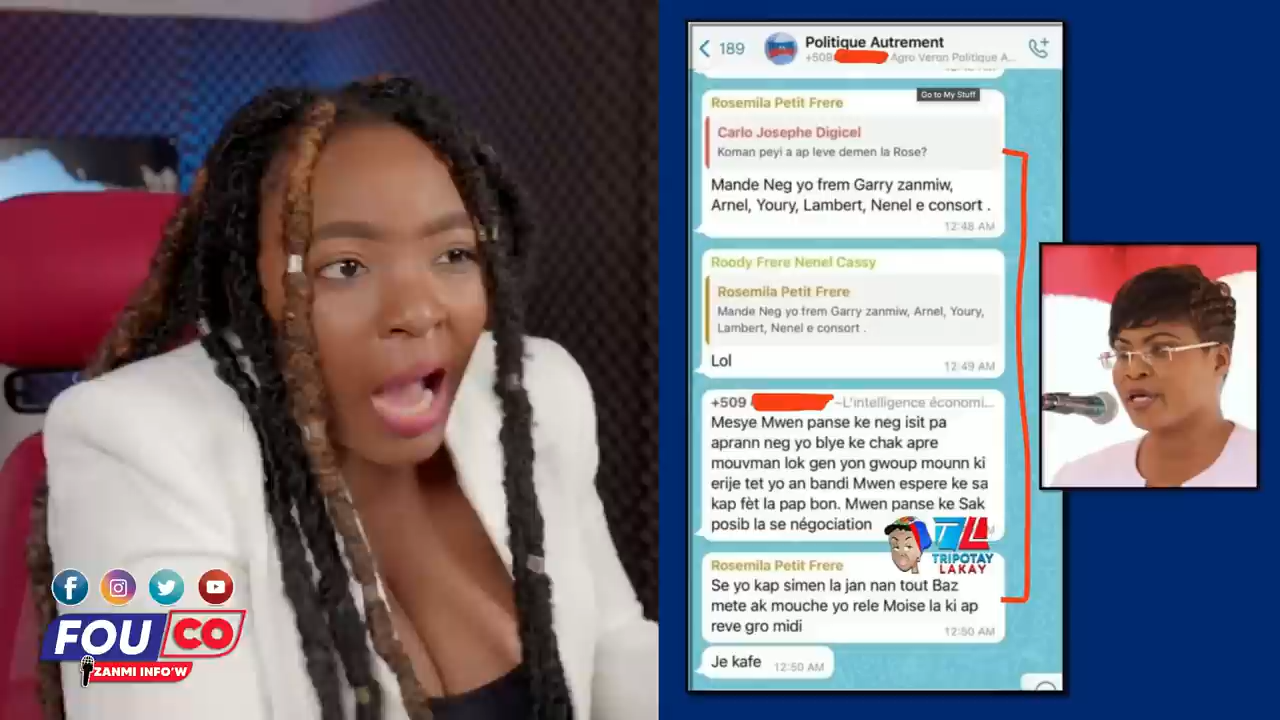 189
Politique Autrement
+509
Agro Veron Politique A...
Go to My Stuff
Rosemila Petit Frere
Carlo Josephe Digicel
Koman peyi a ap leve demen la Rose?
Mande Neg yo frem Garry zanmiw,
Arnel, Youry, Lambert, Nenel e consort .
12:48 AM
Roody Frere Nenel Cassy
Rosemila Petit Frere
Mande Neg yo frem Garry zanmiw, Arnel, Youry,
Lambert, Nenel e consort .
Lol
12:49 AM
+509
~L'intelligence économi...
Mesye Mwen panse ke neg isit pa
aprann neg yo blye ke chak apre
mouvman lok gen yon gwoup mounn ki
erije tet yo an bandi Mwen espere ke sa
kap fèt la pap bon. Mwen panse ke Sak
posib la se négociation
TL
TRIPOTAY
LAKAY
Rosemila Petit Frere
Se yo kap simen la jan nan tout Baz
mete ak mouche yo rele Moise la ki ap
reve gro midi
12:50 AM
Je kafe
12:50 AM
FOUCO
ZANMI INFO'W